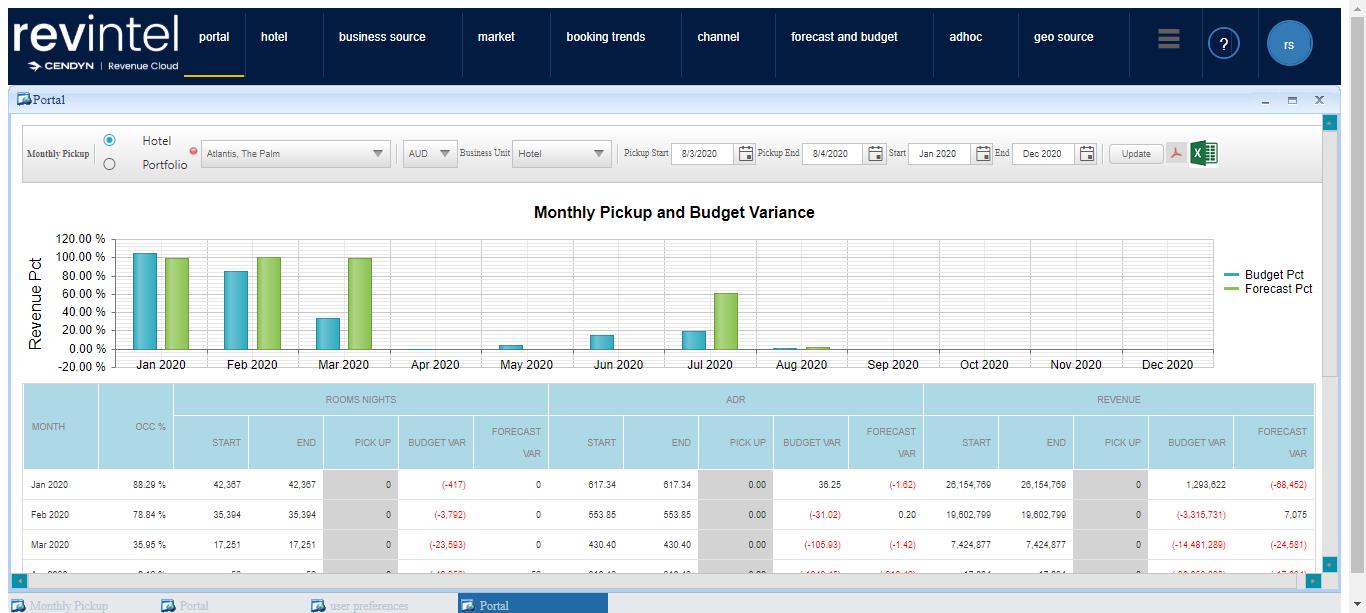 revintel
CENDYN | Revenue Cloud
portal hotel business source market booking trends channel forecast and budget adhoc geo source ? rs
Portal
Monthly Pickup Hotel Portfolio Atlantis, The Palm AUD Business Unit Hotel Pickup Start 8/3/2020 Pickup End 8/4/2020 Start Jan 2020 End Dec 2020 Update
Monthly Pickup and Budget Variance
Revenue Pct
120.00 %
100.00 %
80.00 %
60.00 %
40.00 %
20.00 %
0.00 %
-20.00 %
Budget Pct
Forecast Pct
Jan 2020 Feb 2020 Mar 2020 Apr 2020 May 2020 Jun 2020 Jul 2020 Aug 2020 Sep 2020 Oct 2020 Nov 2020 Dec 2020
MONTH OCC % ROOMS NIGHTS ADR REVENUE
START END PICK UP BUDGET VAR FORECAST VAR START END PICK UP BUDGET VAR FORECAST VAR START END PICK UP BUDGET VAR FORECAST VAR
Jan 2020 88.29 % 42,367 42,367 0 (-417) 0 617.34 617.34 0.00 36.25 (-1.62) 26,154,769 26,154,769 0 1,293,622 (-68,452)
Feb 2020 78.84 % 35,394 35,394 0 (-3,792) 0 553.85 553.85 0.00 (-31.02) 0.20 19,602,799 19,602,799 0 (-3,315,731) 7,075
Mar 2020 35.95 % 17,251 17,251 0 (-23,593) 0 430.40 430.40 0.00 (-105.93) (-1.42) 7,424,877 7,424,877 0 (-14,481,289) (-24,581)
Monthly Pickup Portal user preferences Portal